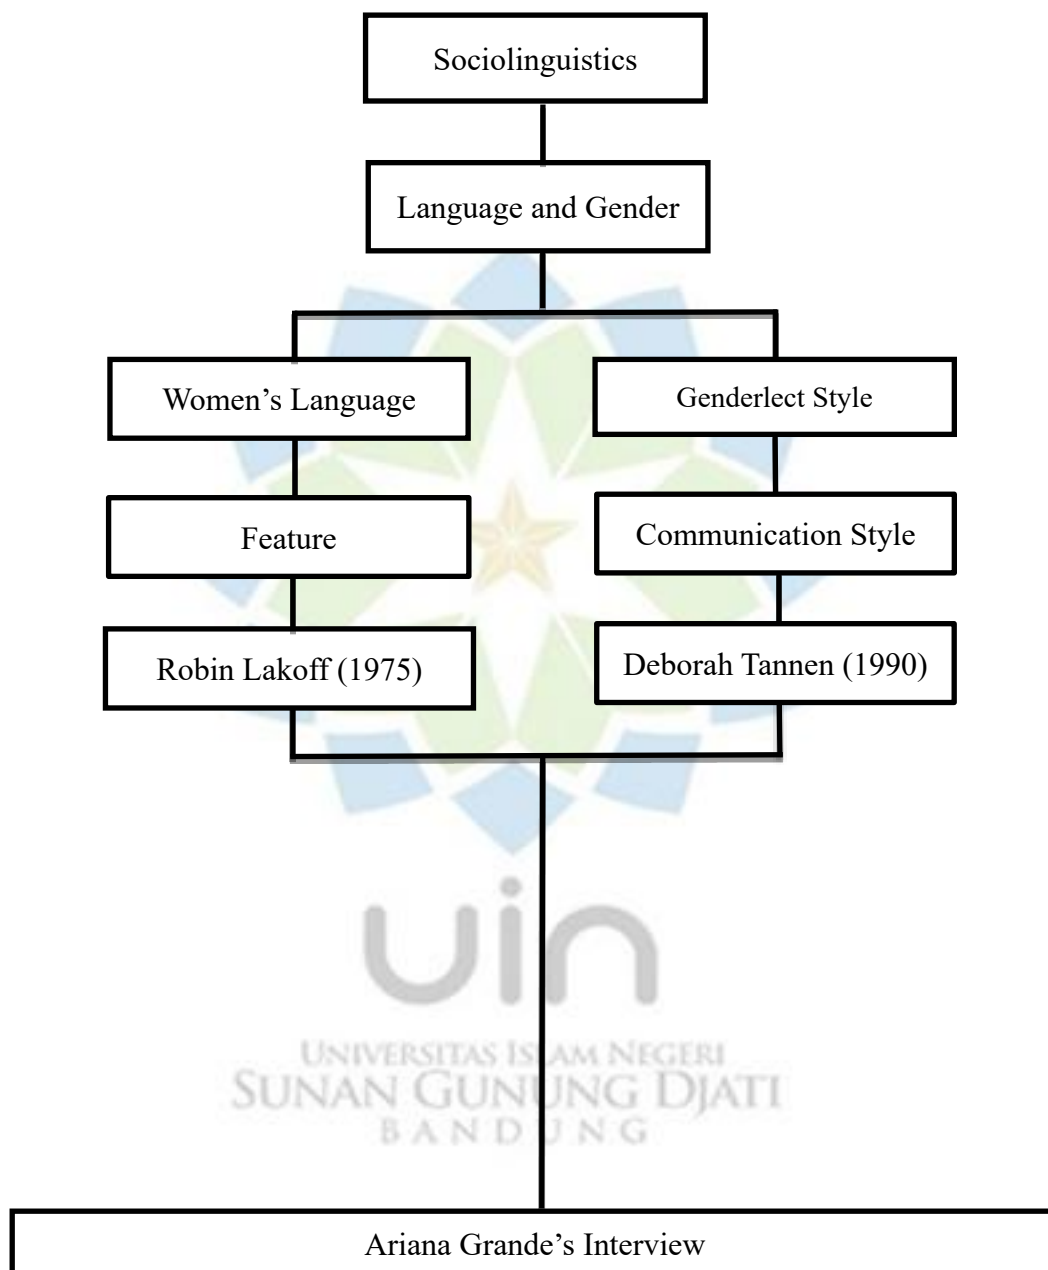 Sociolinguistics
Language and Gender
Women’s Language
Genderlect Style
Feature
Communication Style
Robin Lakoff (1975)
Deborah Tannen (1990)
uin
UNIVERSITAS ISLAM NEGERI
SUNAN GUNUNG DJATI
BANDUNG
Ariana Grande’s Interview